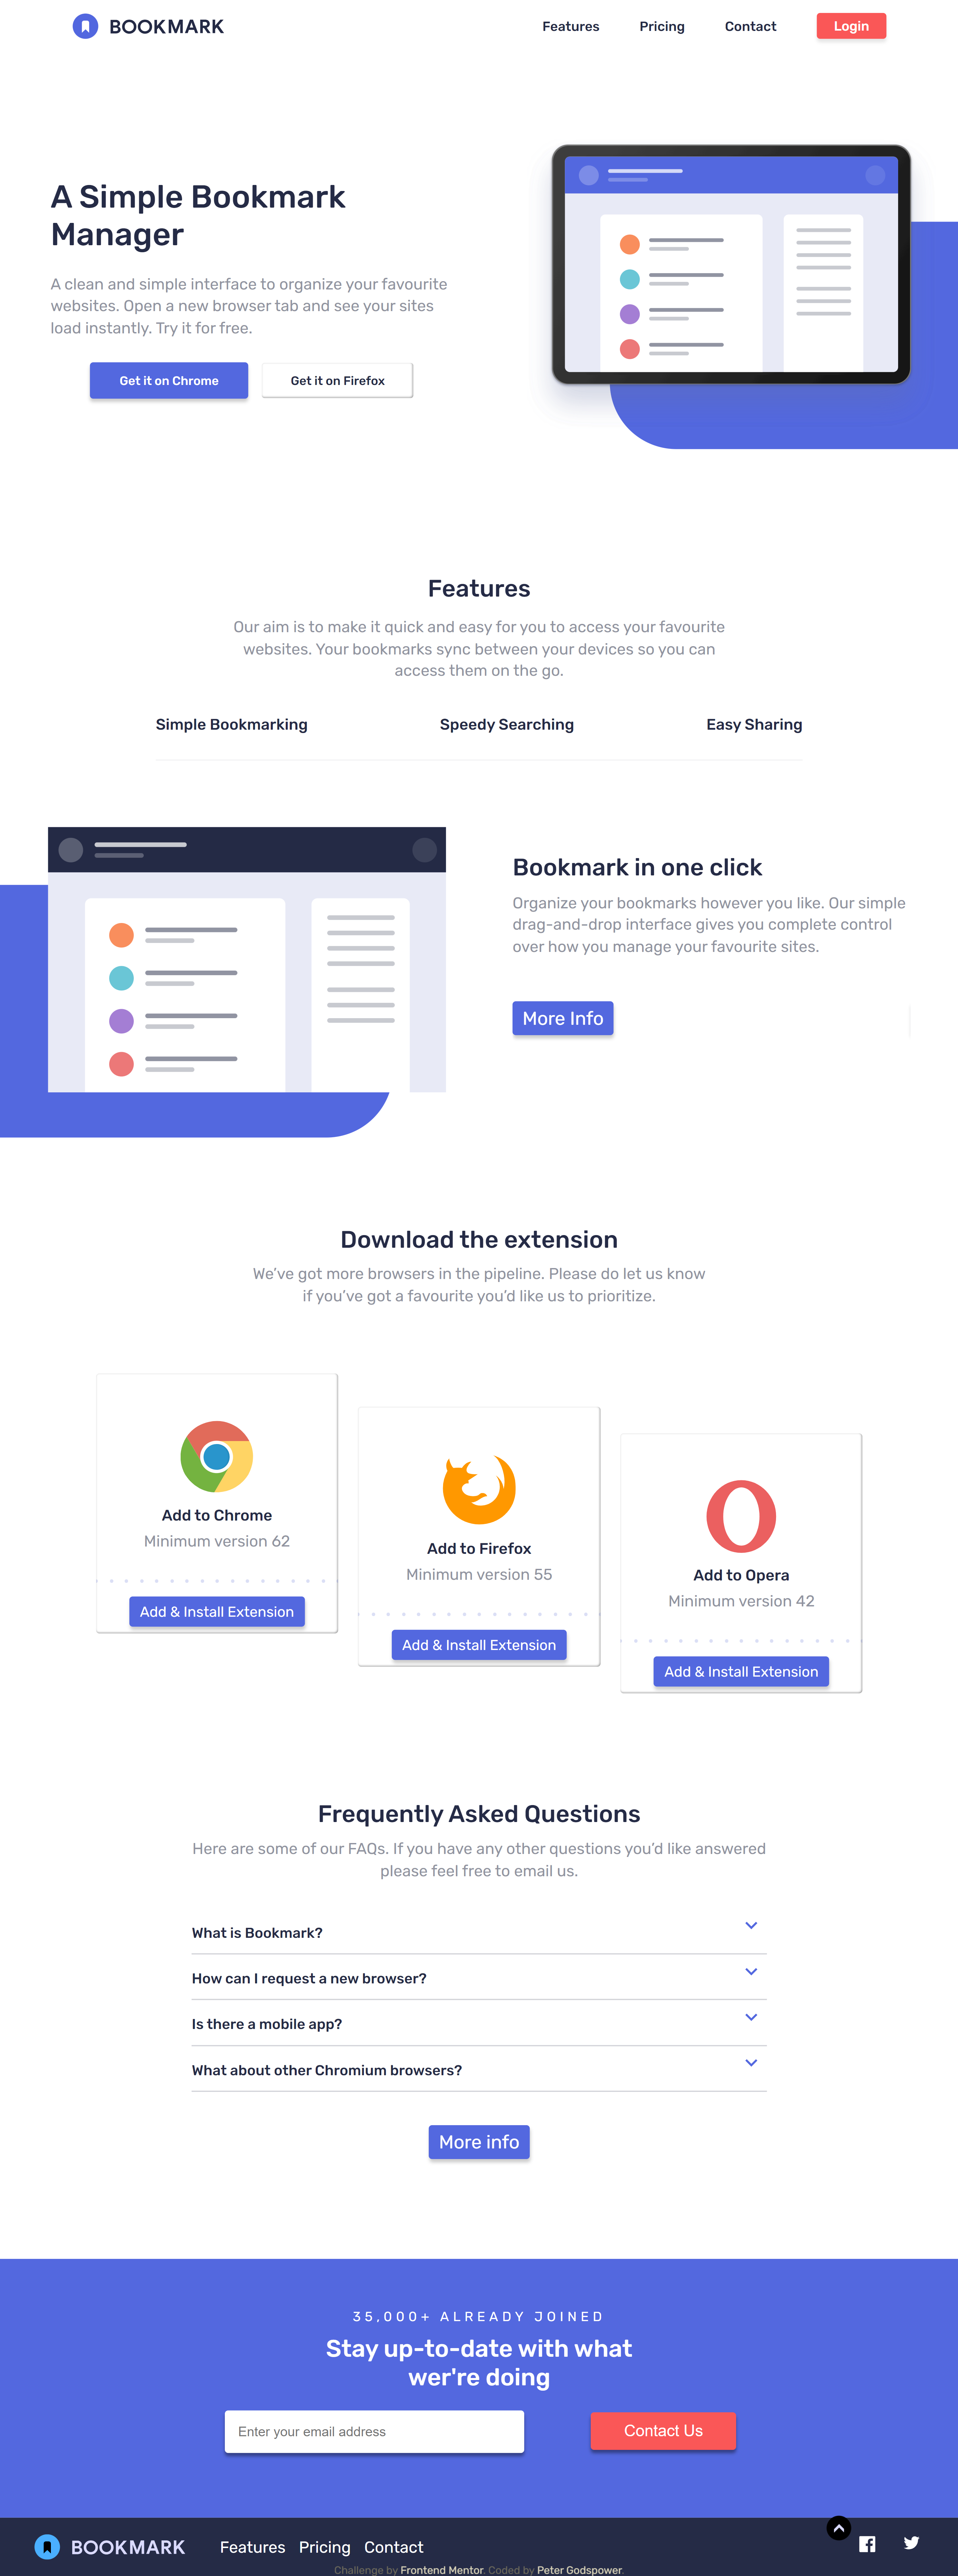 BOOKMARK
Features Pricing Contact Login
A Simple Bookmark
Manager
A clean and simple interface to organize your favourite
websites. Open a new browser tab and see your sites
load instantly. Try it for free.
Get it on Chrome Get it on Firefox
Features
Our aim is to make it quick and easy for you to access your favourite
websites. Your bookmarks sync between your devices so you can
access them on the go.
Simple Bookmarking Speedy Searching Easy Sharing
Bookmark in one click
Organize your bookmarks however you like. Our simple
drag-and-drop interface gives you complete control
over how you manage your favourite sites.
More Info
Download the extension
We’ve got more browsers in the pipeline. Please do let us know
if you’ve got a favourite you’d like us to prioritize.
Add to Chrome
Minimum version 62
Add & Install Extension
Add to Firefox
Minimum version 55
Add & Install Extension
Add to Opera
Minimum version 42
Add & Install Extension
Frequently Asked Questions
Here are some of our FAQs. If you have any other questions you’d like answered
please feel free to email us.
What is Bookmark?
How can I request a new browser?
Is there a mobile app?
What about other Chromium browsers?
More info
35,000+ ALREADY JOINED
Stay up-to-date with what
wer're doing
Enter your email address Contact Us
BOOKMARK Features Pricing Contact
Challenge by Frontend Mentor. Coded by Peter Godspower.